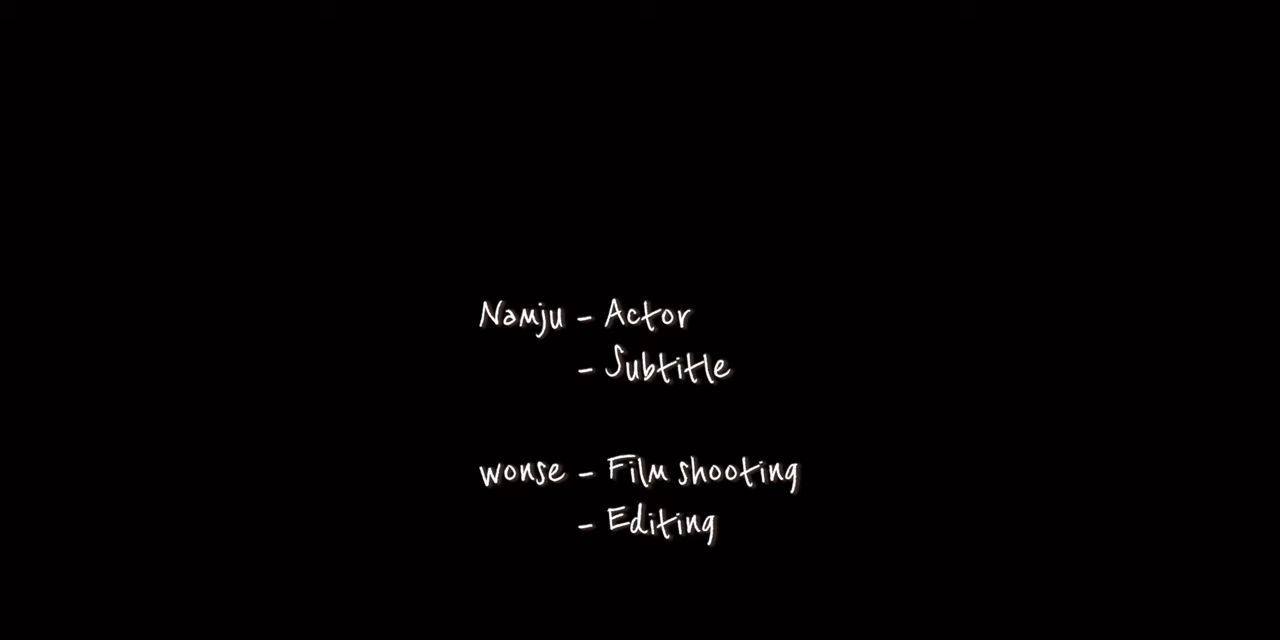 Namju - Actor
- Subtitle
wonse - Film shooting
- Editing